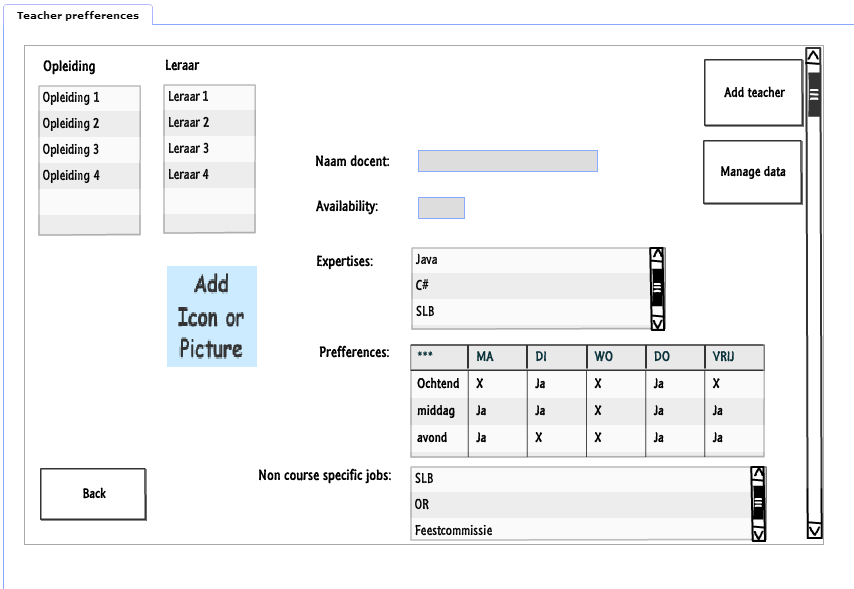 Teacher prefferences
Opleiding
Opleiding 1
Opleiding 2
Opleiding 3
Opleiding 4
Leraar
Leraar 1
Leraar 2
Leraar 3
Leraar 4
Add teacher
Manage data
Naam docent:
Availability:
Expertises:
Java
C#
SLB
Add
Icon or
Picture
Prefferences:
*** MA DI WO DO VRIJ
Ochtend X Ja X Ja X
middag Ja Ja X Ja Ja
avond Ja X X Ja Ja
Non course specific jobs:
SLB
OR
Feestcommissie
Back